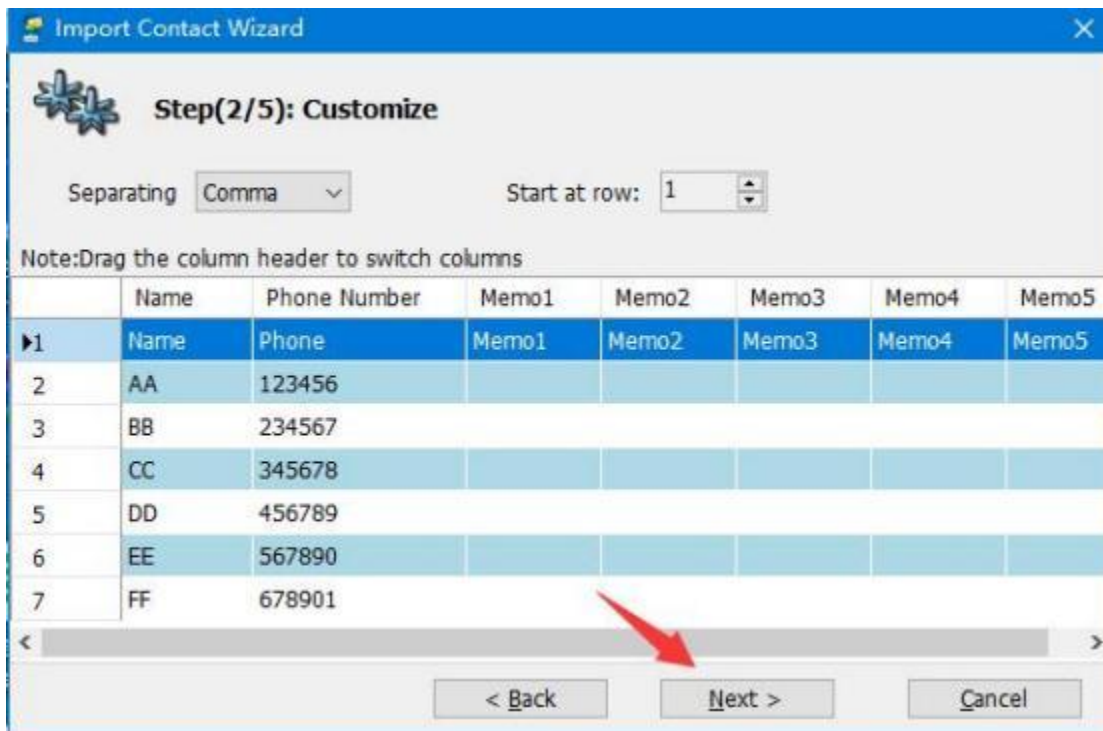 Import Contact Wizard
Step(2/5): Customize
Separating Comma Start at row: 1
Note:Drag the column header to switch columns
Name Phone Number Memo1 Memo2 Memo3 Memo4 Memo5
1 Name Phone Memo1 Memo2 Memo3 Memo4 Memo5
2 AA 123456
3 BB 234567
4 CC 345678
5 DD 456789
6 EE 567890
7 FF 678901
< Back Next > Cancel